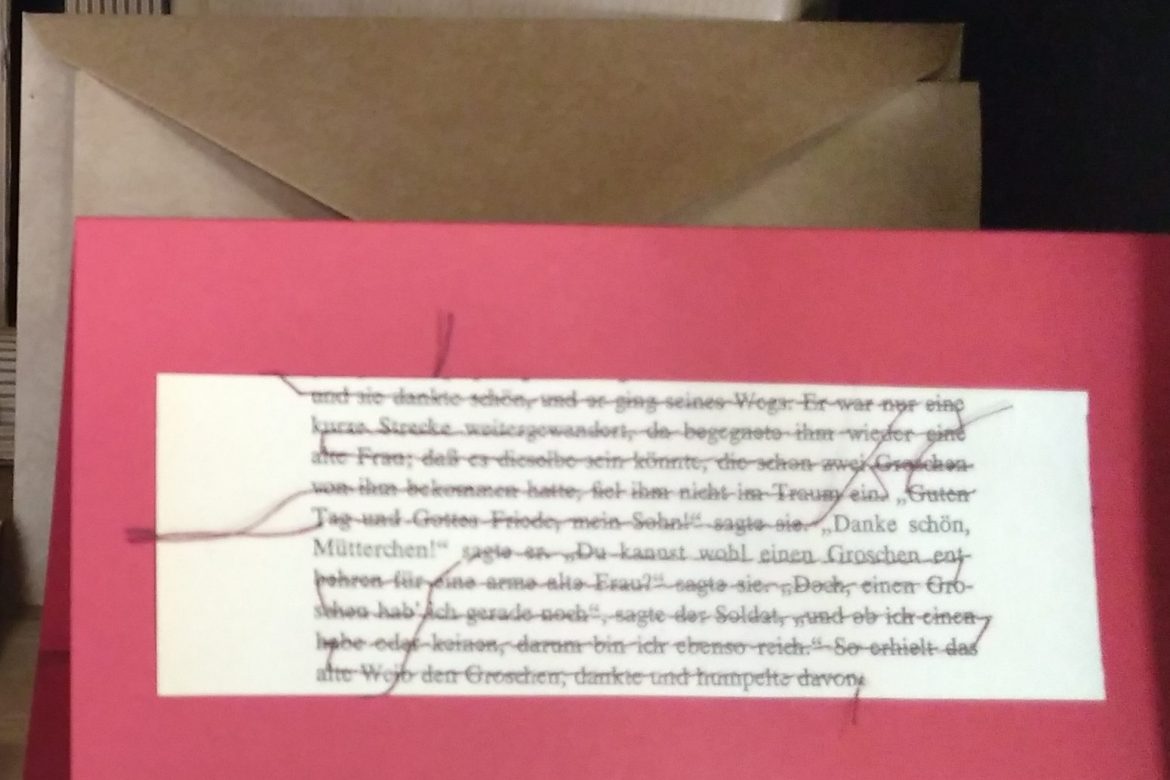 und sie dankte schön, und er ging seines Wegs. Er war nur eine
kurze Strecke weitergewandert, da begegnete ihm wieder eine
alte Frau; daß es dieselbe sein könnte, die schon zwei Groschen
von ihm bekommen hatte, fiel ihm nicht im Traum ein. „Guten
Tag und Gottes Friede, mein Sohn!“ sagte sie. „Danke schön,
Mütterchen!“ sagte er. „Du kannst wohl einen Groschen ent-
behren für eine arme alte Frau?“ sagte sie. „Doch, einen Gro-
schen hab' ich gerade noch“, sagte der Soldat, „und ob ich einen
habe oder keinen, darum bin ich ebenso reich.“ So erhielt das
alte Weib den Groschen, dankte und humpelte davon.